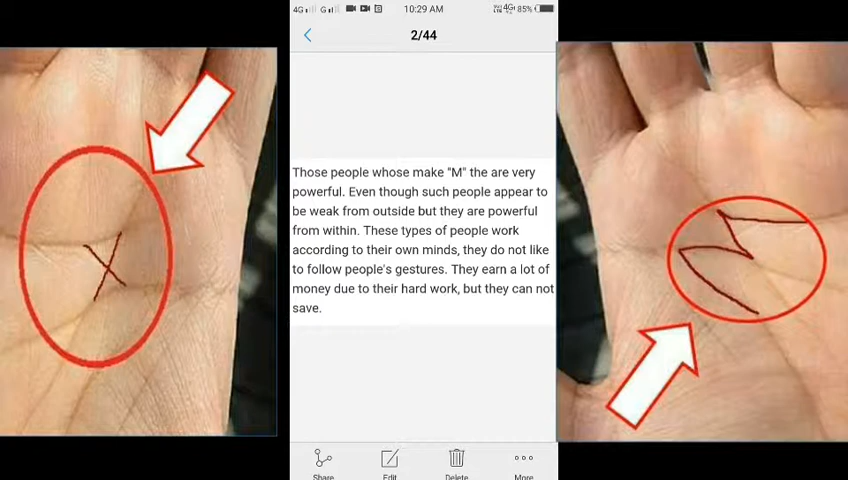 4G G 10:29 AM 4G 85%
2/44
Those people whose make "M" the are very
powerful. Even though such people appear to
be weak from outside but they are powerful
from within. These types of people work
according to their own minds, they do not like
to follow people's gestures. They earn a lot of
money due to their hard work, but they can not
save.
X
M
Share Edit Delete More